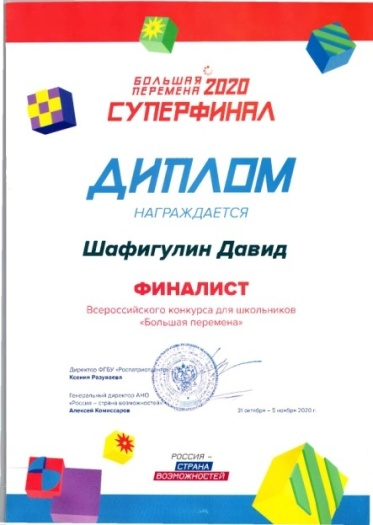 БОЛЬШАЯ
ПЕРЕМЕНА 2020
СУПЕРФИНАЛ
ДИПЛОМ
НАГРАЖДАЕТСЯ
Шафигулин Давид
ФИНАЛИСТ
Всероссийского конкурса для школьников
«Большая перемена»
Директор ФГБУ «Роспатриотцентр»
Ксения Разуваева
Генеральный директор АНО
«Россия – страна возможностей»
Алексей Комиссаров
31 октября – 5 ноября 2020 г
РОССИЯ –
СТРАНА
ВОЗМОЖНОСТЕЙ